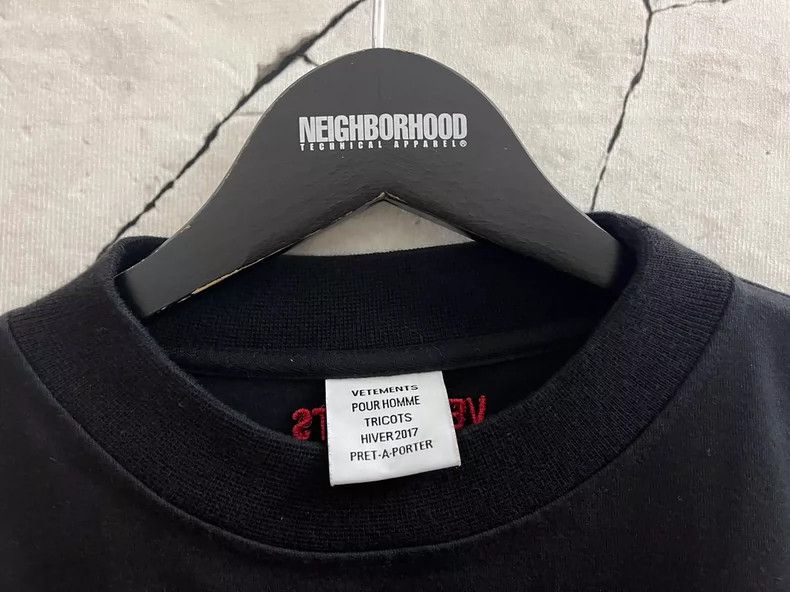 NEIGHBORHOOD
TECHNICAL APPAREL®
VETEMENTS
POUR HOMME
TRICOTS
HIVER 2017
PRET-A-PORTER